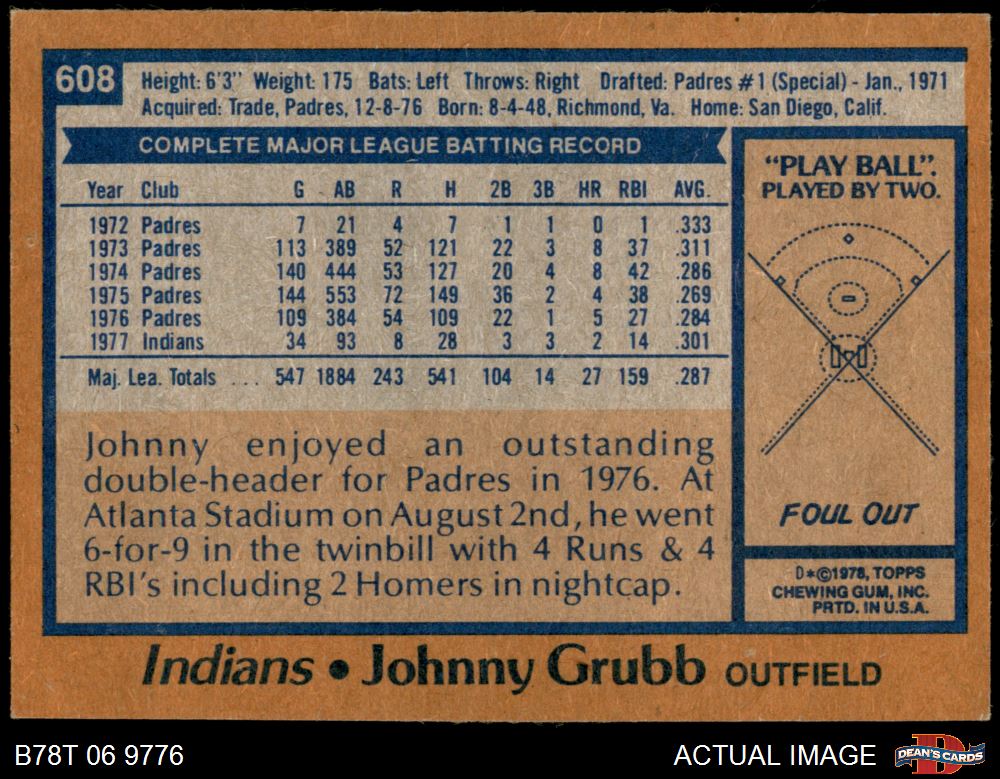 608
Height: 6'3" Weight: 175 Bats: Left Throws: Right Drafted: Padres #1 (Special) - Jan., 1971
Acquired: Trade, Padres, 12-8-76 Born: 8-4-48, Richmond, Va. Home: San Diego, Calif.
COMPLETE MAJOR LEAGUE BATTING RECORD
Year Club G AB R H 2B 3B HR RBI AVG.
1972 Padres 7 21 4 7 1 1 0 1 .333
1973 Padres 113 389 52 121 22 3 8 37 .311
1974 Padres 140 444 53 127 20 4 8 42 .286
1975 Padres 144 553 72 149 36 2 4 38 .269
1976 Padres 109 384 54 109 22 1 5 27 .284
1977 Indians 34 93 8 28 3 3 2 14 .301
Maj. Lea. Totals ... 547 1884 243 541 104 14 27 159 .287
Johnny enjoyed an outstanding
double-header for Padres in 1976. At
Atlanta Stadium on August 2nd, he went
6-for-9 in the twinbill with 4 Runs & 4
RBI's including 2 Homers in nightcap.
"PLAY BALL".
PLAYED BY TWO.
FOUL OUT
D*©1978, TOPPS
CHEWING GUM, INC.
PRTD. IN U.S.A.
Indians • Johnny Grubb OUTFIELD
B78T 06 9776
ACTUAL IMAGE
D
DEAN'S CARDS